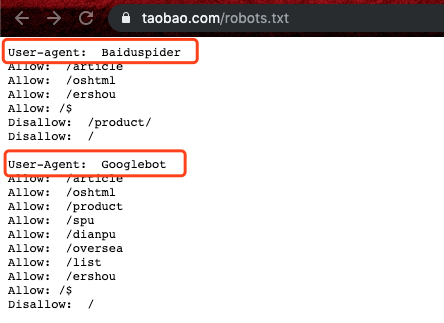 taobao.com/robots.txt
User-agent:  Baiduspider
Allow:  /article
Allow:  /oshtml
Allow:  /ershou
Allow: /$
Disallow:  /product/
Disallow:  /
User-Agent:  Googlebot
Allow:  /article
Allow:  /oshtml
Allow:  /product
Allow:  /spu
Allow:  /dianpu
Allow:  /oversea
Allow:  /list
Allow:  /ershou
Allow: /$
Disallow:  /